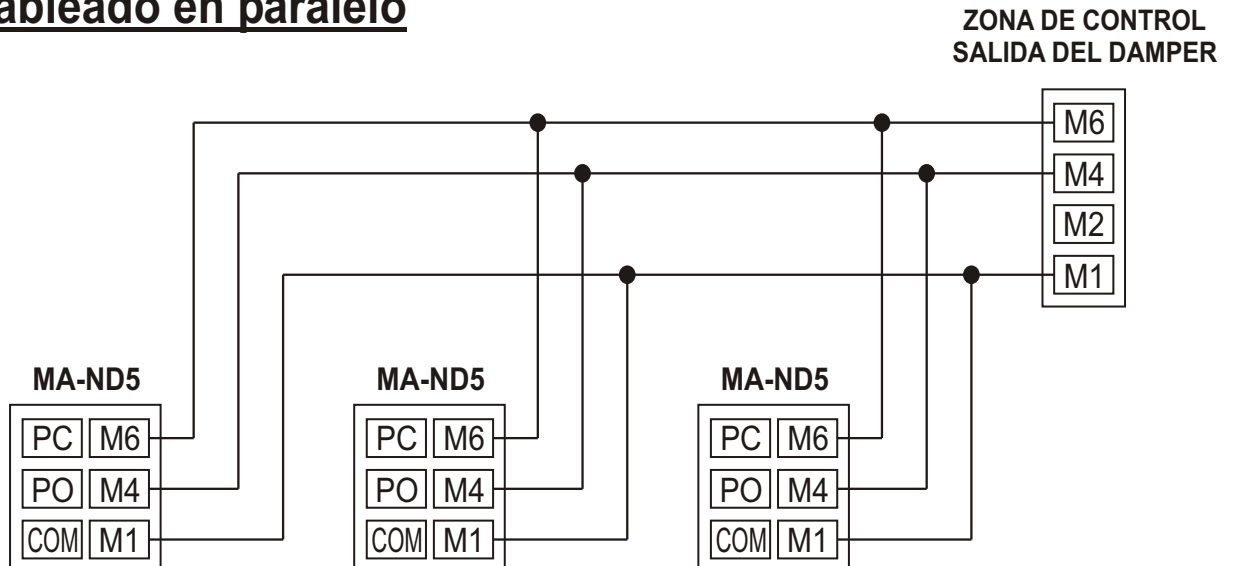 ableado en paralelo
ZONA DE CONTROL
SALIDA DEL DAMPER
M6
M4
M2
M1
MA-ND5 MA-ND5 MA-ND5
PC M6 PC M6 PC M6
PO M4 PO M4 PO M4
COM M1 COM M1 COM M1